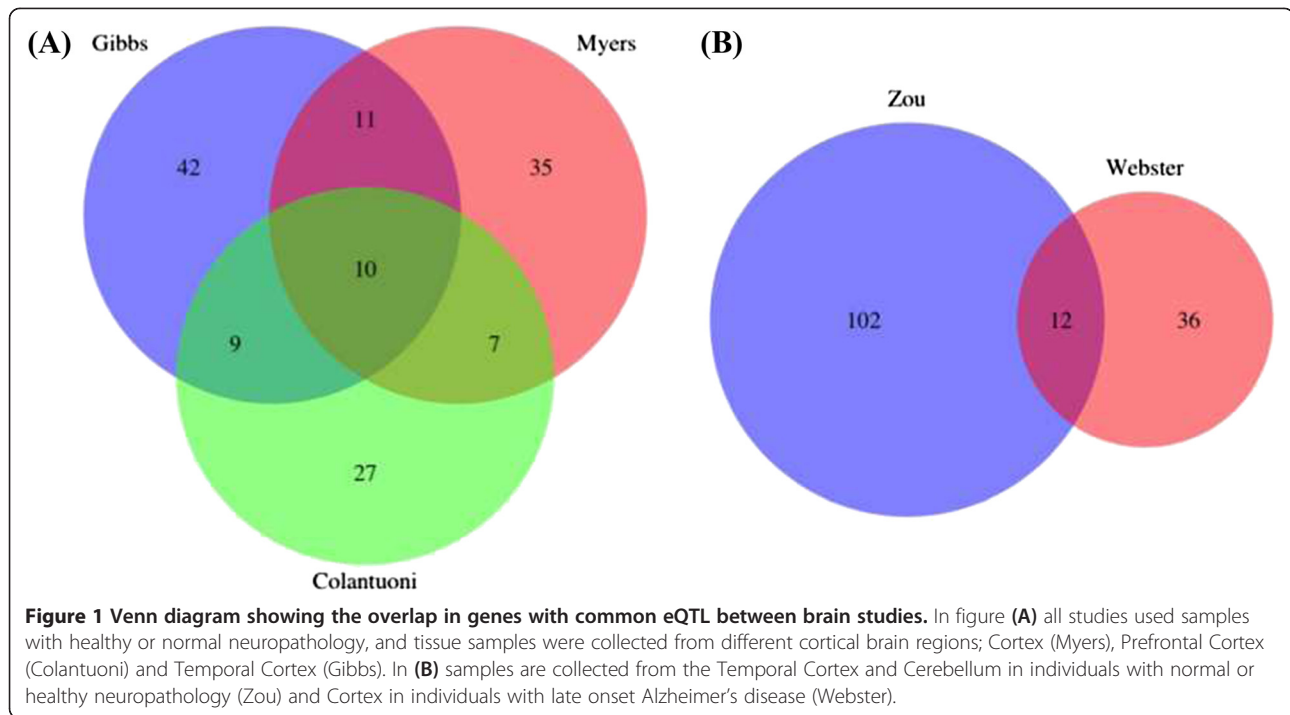 (A)
Gibbs
Myers
11
42
35
10
9
7
27
Colantuoni
(B)
Zou
Webster
102
12
36
Figure 1 Venn diagram showing the overlap in genes with common eQTL between brain studies. In figure (A) all studies used samples
with healthy or normal neuropathology, and tissue samples were collected from different cortical brain regions; Cortex (Myers), Prefrontal Cortex
(Colantuoni) and Temporal Cortex (Gibbs). In (B) samples are collected from the Temporal Cortex and Cerebellum in individuals with normal or
healthy neuropathology (Zou) and Cortex in individuals with late onset Alzheimer's disease (Webster).